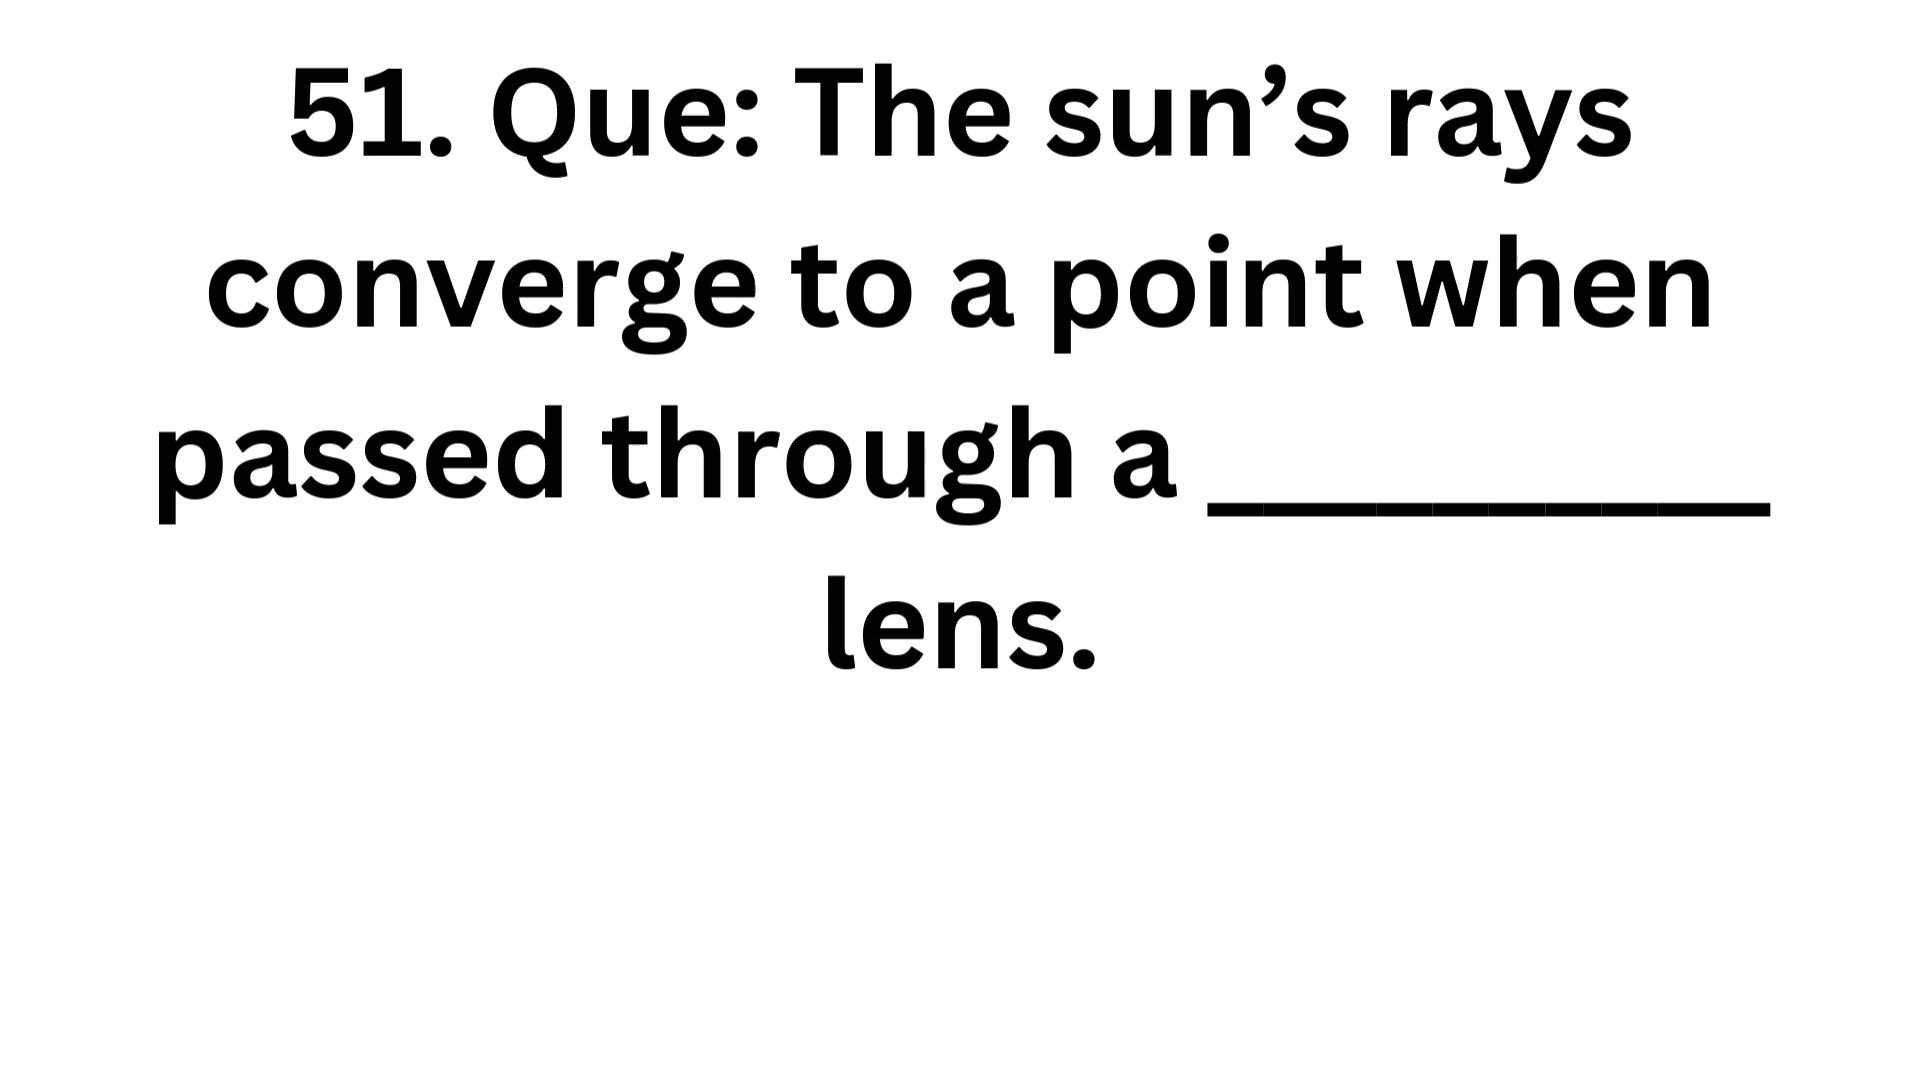 51. Que: The sun’s rays
converge to a point when
passed through a __________
lens.